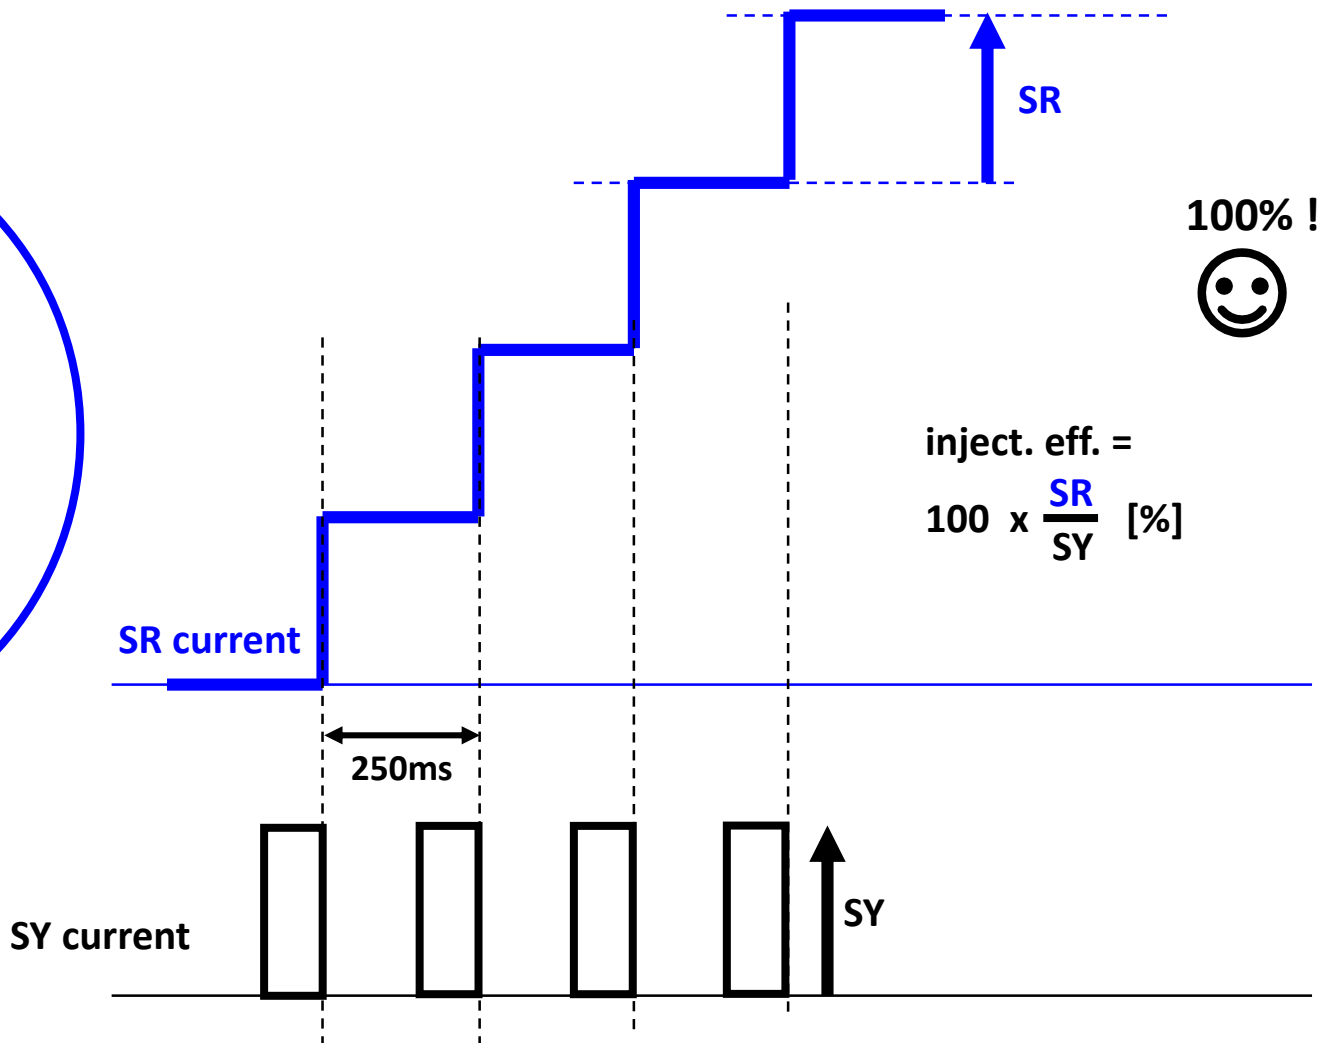 SR
100% !
inject. eff. =
100 x SR/SY [%]
SR current
250ms
SY
SY current